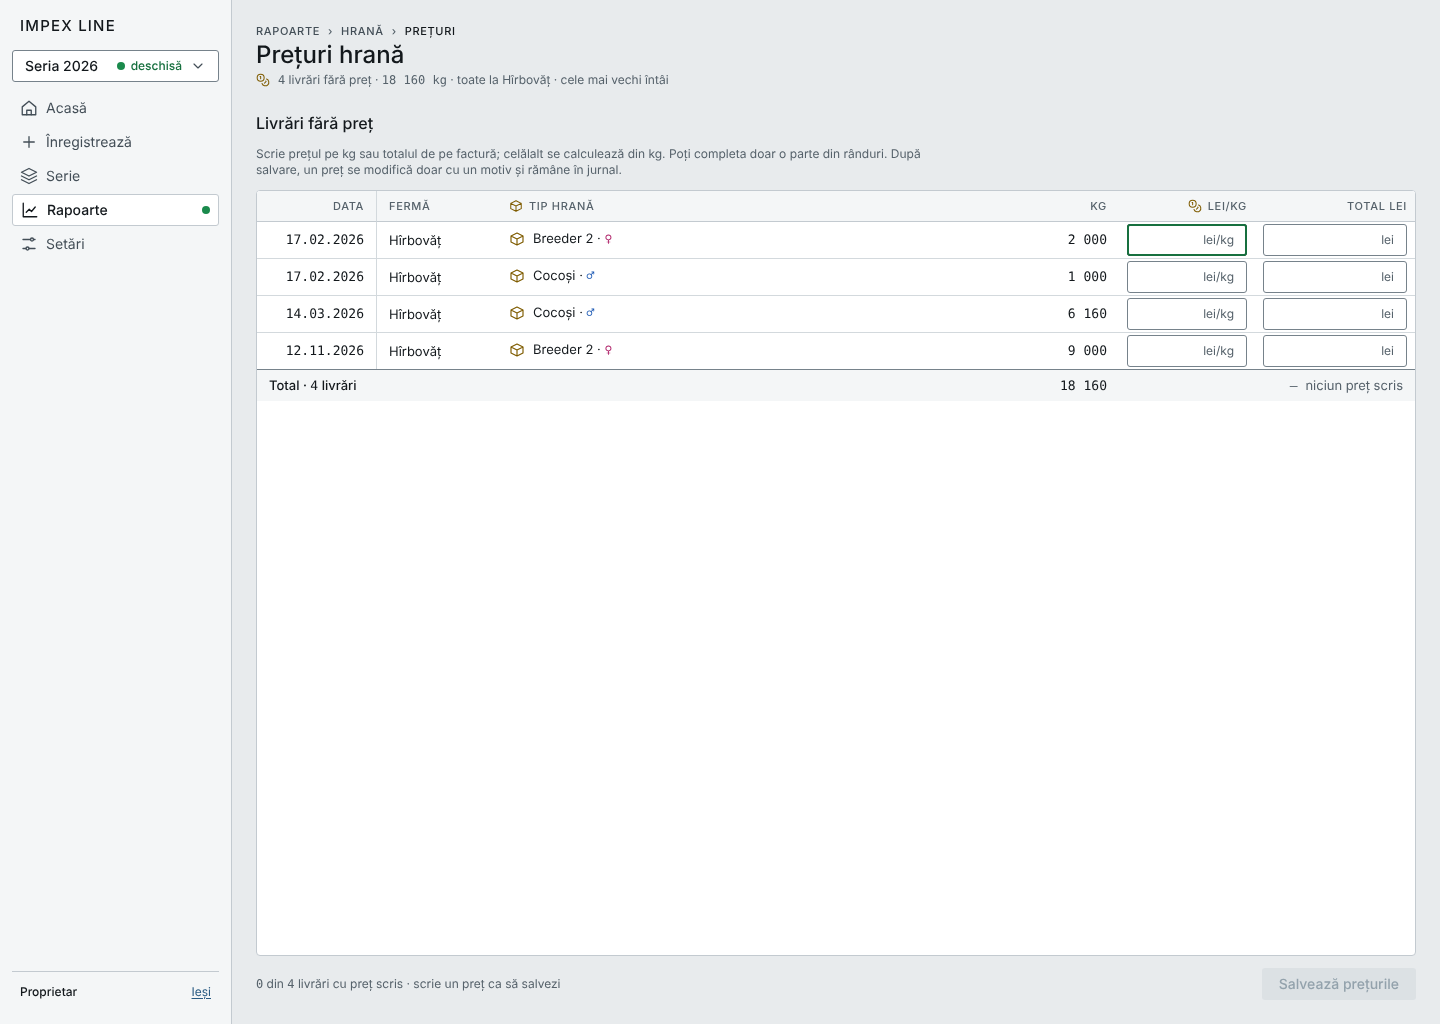 IMPEX LINE
Seria 2026 deschisă
Acasă
Înregistrează
Serie
Rapoarte
Setări
Proprietar Ieși
RAPOARTE › HRANĂ › PREȚURI
Prețuri hrană
4 livrări fără preț · 18 160 kg · toate la Hîrbovăț · cele mai vechi întâi
Livrări fără preț
Scrie prețul pe kg sau totalul de pe factură; celălalt se calculează din kg. Poți completa doar o parte din rânduri. După
salvare, un preț se modifică doar cu un motiv și rămâne în jurnal.
DATA FERMĂ TIP HRANĂ KG LEI/KG TOTAL LEI
17.02.2026 Hîrbovăț Breeder 2 · ♀ 2 000 lei/kg lei
17.02.2026 Hîrbovăț Cocoși · ♂ 1 000 lei/kg lei
14.03.2026 Hîrbovăț Cocoși · ♂ 6 160 lei/kg lei
12.11.2026 Hîrbovăț Breeder 2 · ♀ 9 000 lei/kg lei
Total · 4 livrări 18 160 — niciun preț scris
0 din 4 livrări cu preț scris · scrie un preț ca să salvezi
Salvează prețurile